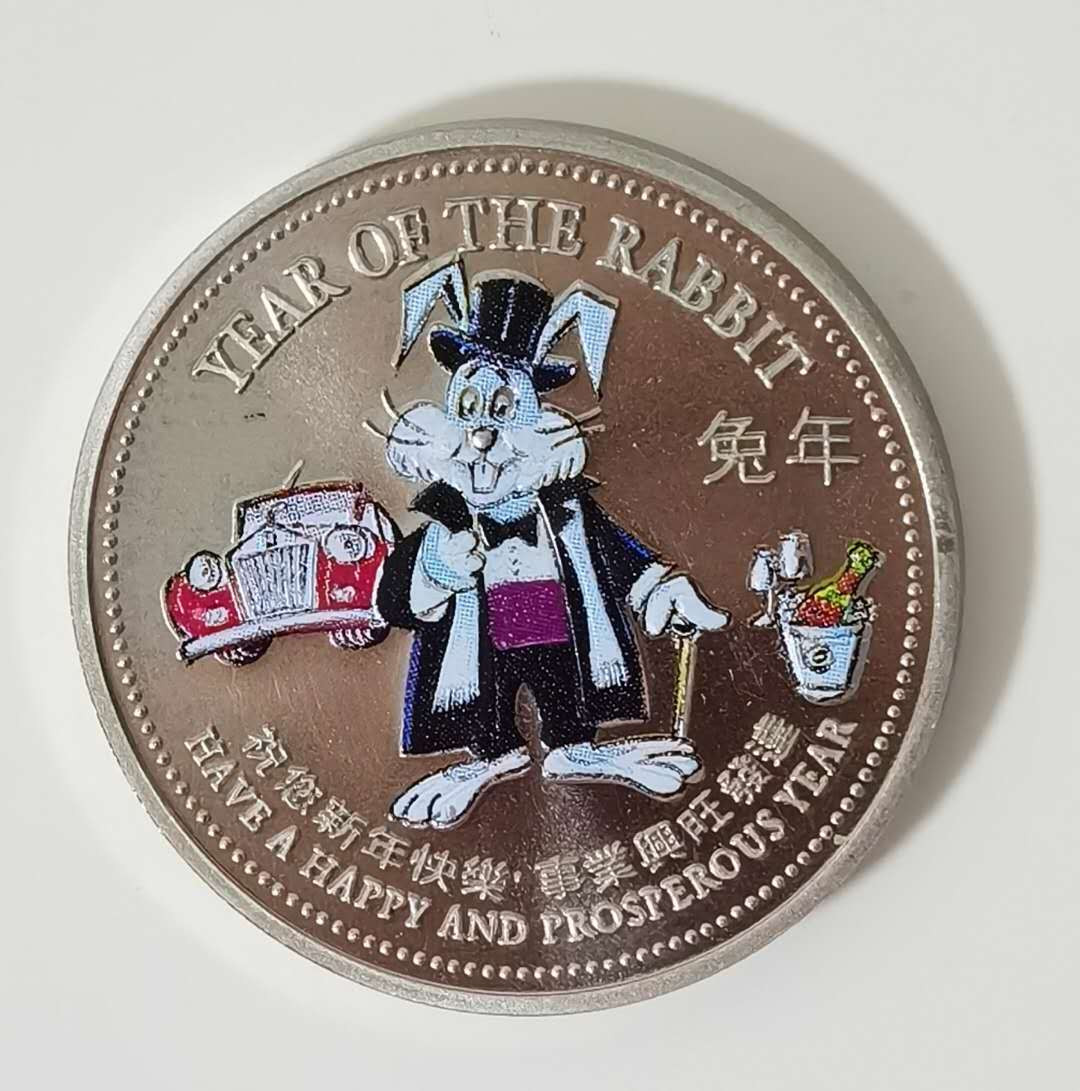 YEAR OF THE RABBIT
兔年
祝您新年快樂，事業興旺發達
HAVE A HAPPY AND PROSPEROUS YEAR